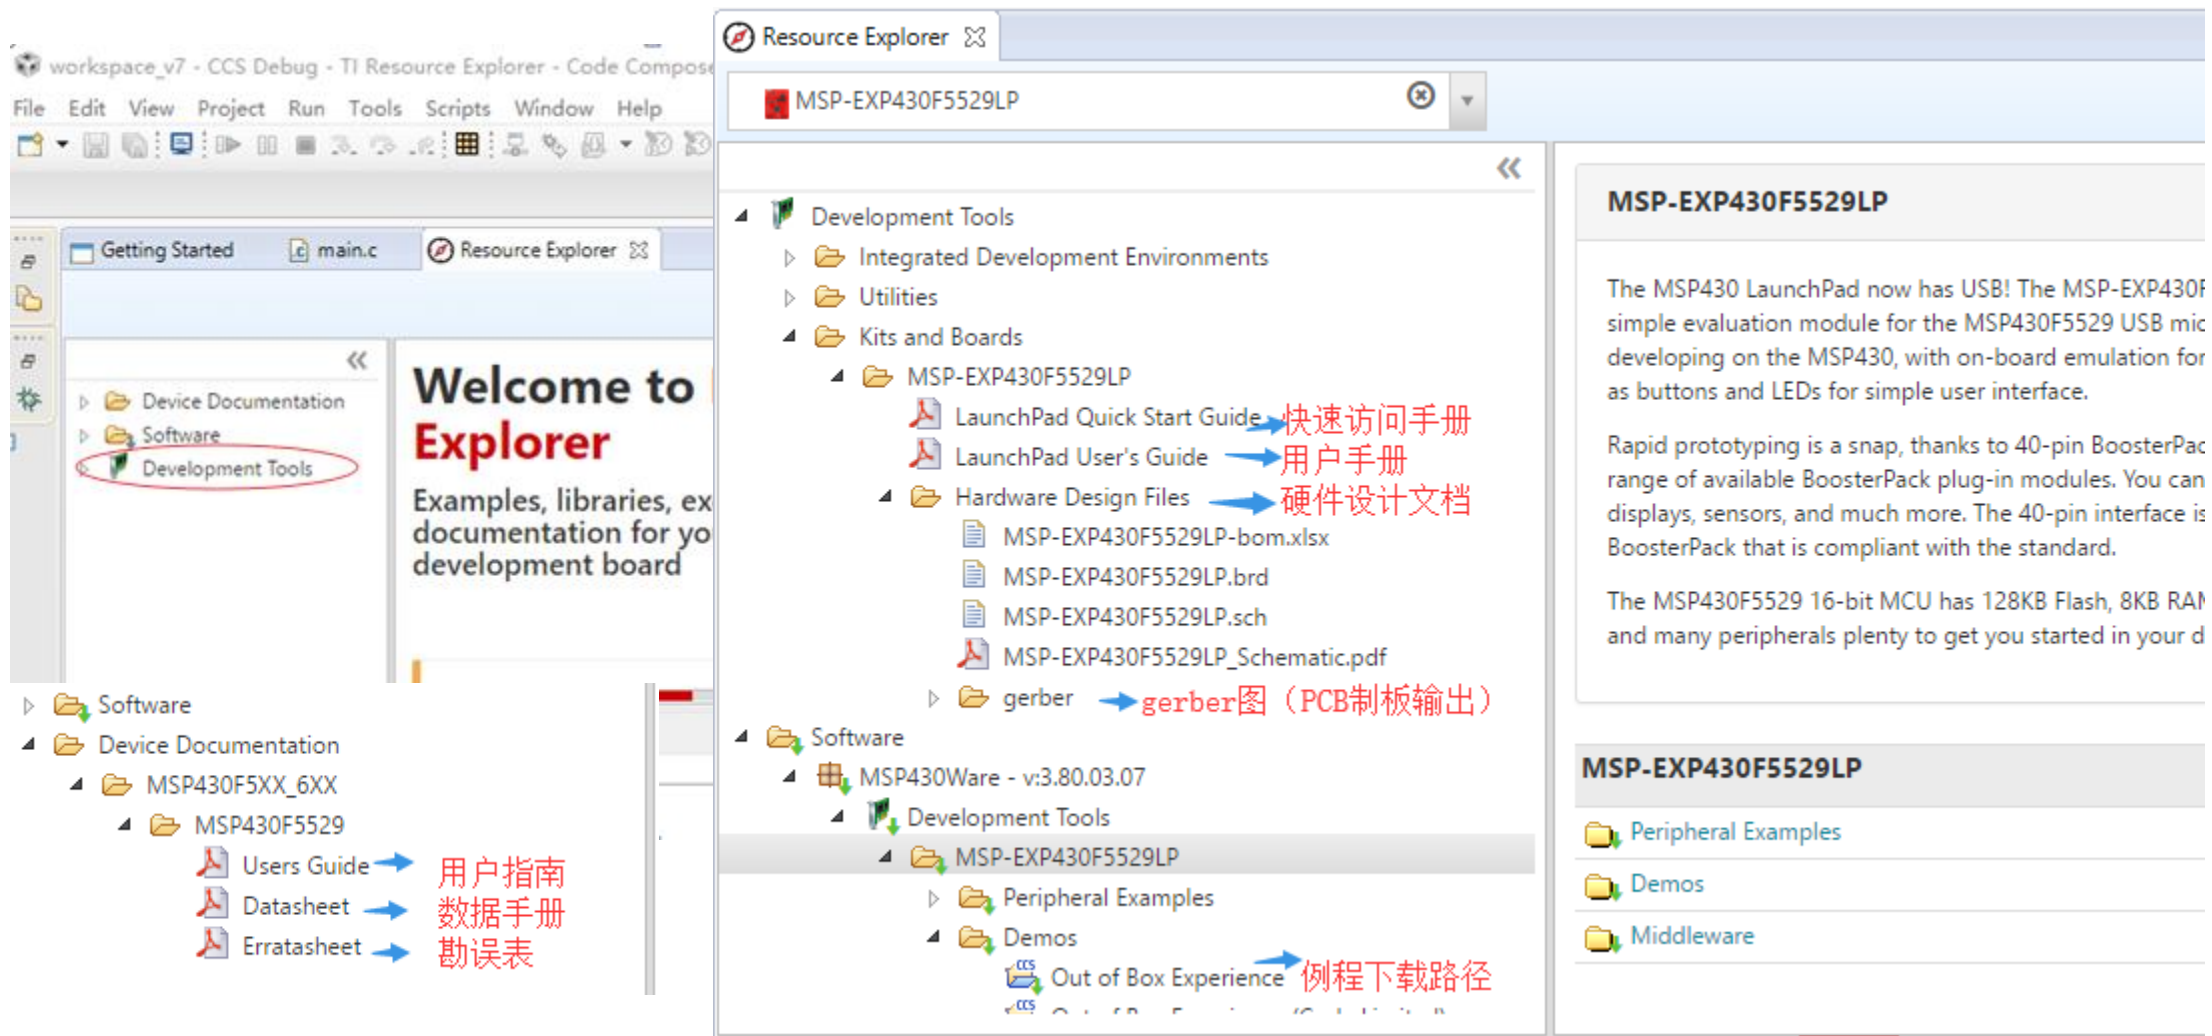 workspace_v7 - CCS Debug - TI Resource Explorer - Code Compose
File Edit View Project Run Tools Scripts Window Help
Getting Started
main.c
Resource Explorer
Device Documentation
Software
Development Tools
Welcome to
Explorer
Examples, libraries, ex
documentation for yo
development board
Software
Device Documentation
MSP430F5XX_6XX
MSP430F5529
Users Guide 用户指南
Datasheet 数据手册
Erratasheet 勘误表
Resource Explorer
MSP-EXP430F5529LP
Development Tools
Integrated Development Environments
Utilities
Kits and Boards
MSP-EXP430F5529LP
LaunchPad Quick Start Guide 快速访问手册
LaunchPad User's Guide 用户手册
Hardware Design Files 硬件设计文档
MSP-EXP430F5529LP-bom.xlsx
MSP-EXP430F5529LP.brd
MSP-EXP430F5529LP.sch
MSP-EXP430F5529LP_Schematic.pdf
gerber gerber图（PCB制板输出）
Software
MSP430Ware - v:3.80.03.07
Development Tools
MSP-EXP430F5529LP
Peripheral Examples
Demos
CCS
Out of Box Experience 例程下载路径
CCS
MSP-EXP430F5529LP
The MSP430 LaunchPad now has USB! The MSP-EXP430F
simple evaluation module for the MSP430F5529 USB mic
developing on the MSP430, with on-board emulation for
as buttons and LEDs for simple user interface.
Rapid prototyping is a snap, thanks to 40-pin BoosterPac
range of available BoosterPack plug-in modules. You can
displays, sensors, and much more. The 40-pin interface is
BoosterPack that is compliant with the standard.
The MSP430F5529 16-bit MCU has 128KB Flash, 8KB RAM
and many peripherals plenty to get you started in your d
MSP-EXP430F5529LP
Peripheral Examples
Demos
Middleware